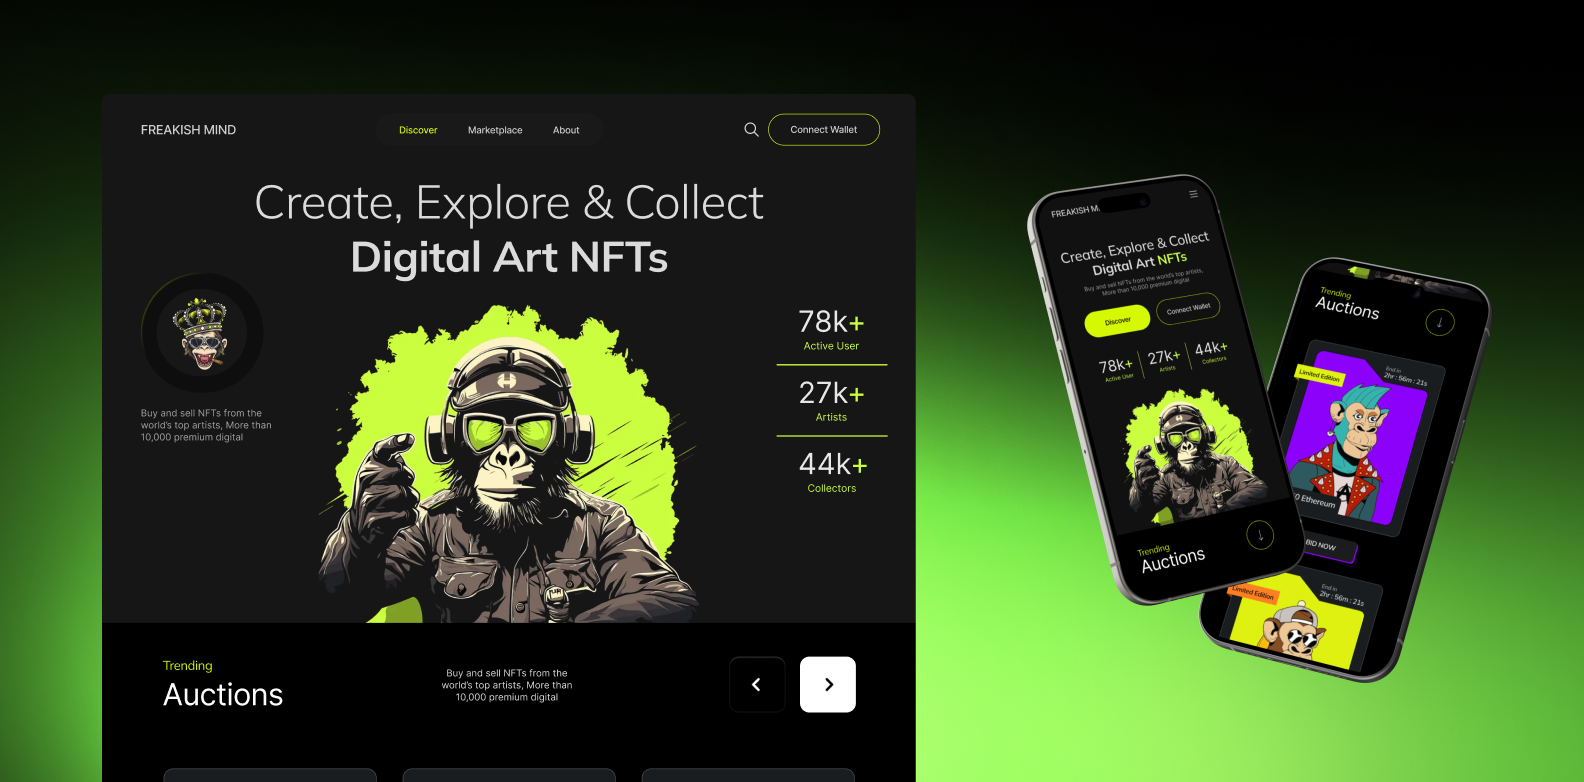 FREAKISH MIND
Discover
Marketplace
About
Connect Wallet
Create, Explore & Collect
Digital Art NFTs
Buy and sell NFTs from the
world's top artists, More than
10,000 premium digital
78k+
Active User
27k+
Artists
44k+
Collectors
Trending
Auctions
Buy and sell NFTs from the
world's top artists, More than
10,000 premium digital
FREAKISH M
Create, Explore & Collect
Digital Art NFTs
Buy and sell NFTs from the world's top artists,
More than 10,000 premium digital
Discover
Connect Wallet
78k+
Active User
27k+
Artists
44k+
Collectors
Trending
Auctions
Trending
Auctions
Limited Edition
End in
2hr : 56m : 21s
0 Ethereum
BID NOW
Limited Edition
End in
2hr : 56m : 21s